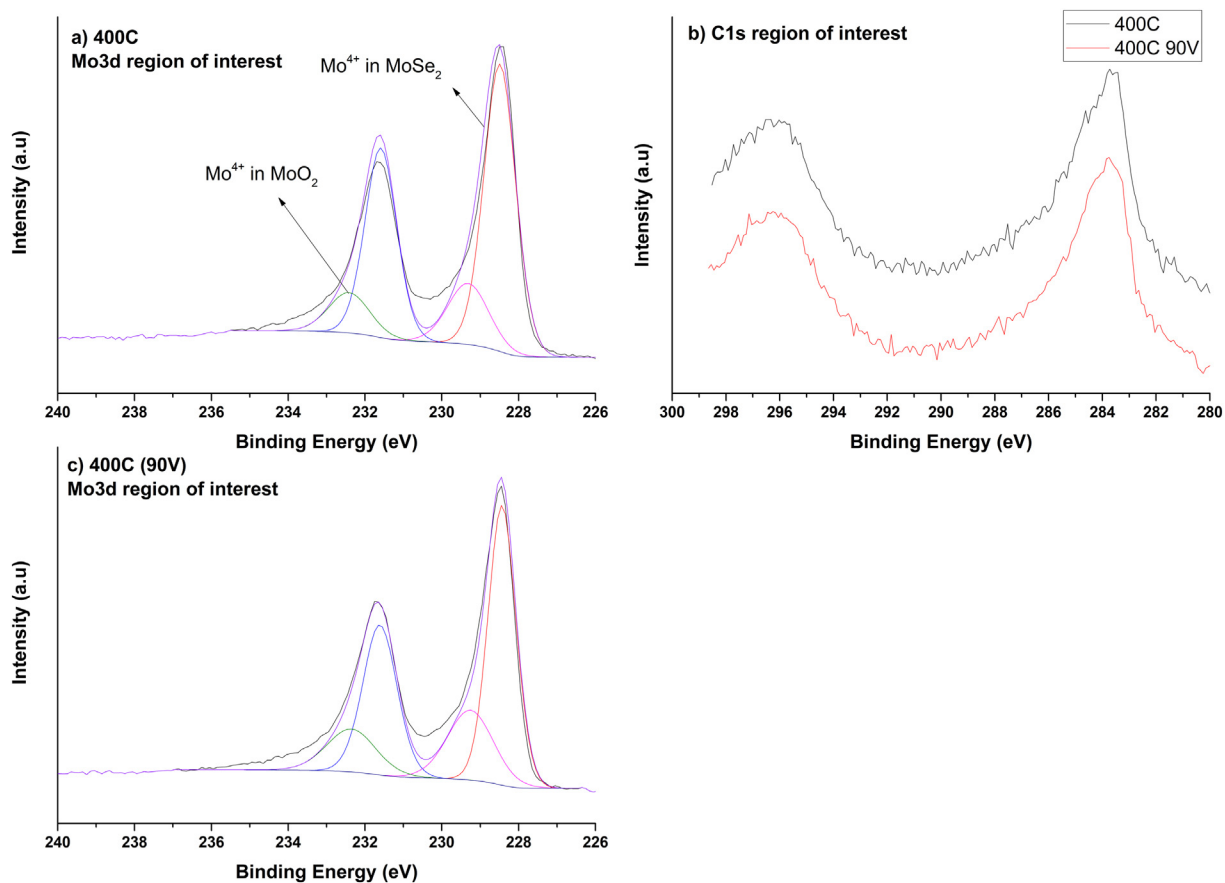 a) 400C
Mo3d region of interest
Mo⁴⁺ in MoSe₂
Mo⁴⁺ in MoO₂
Intensity (a.u)
240 238 236 234 232 230 228 226
Binding Energy (eV)
b) C1s region of interest
400C
400C 90V
Intensity (a.u)
300 298 296 294 292 290 288 286 284 282 280
Binding Energy (eV)
c) 400C (90V)
Mo3d region of interest
Intensity (a.u)
240 238 236 234 232 230 228 226
Binding Energy (eV)